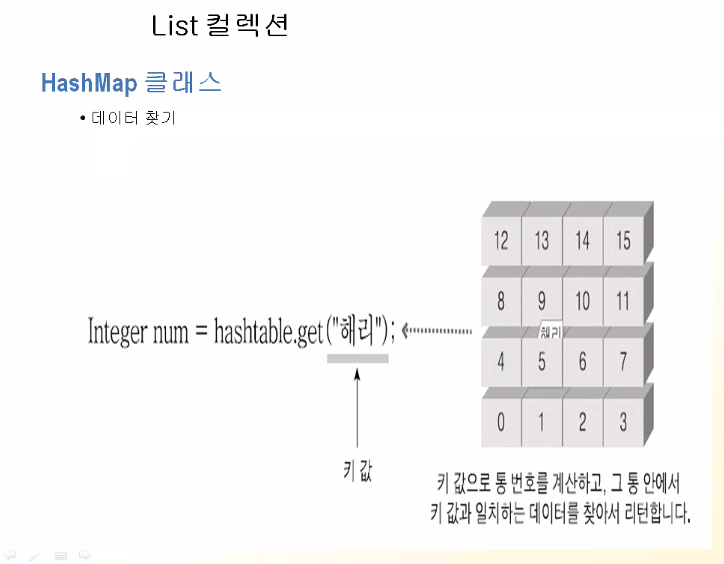 List 컬렉션
HashMap 클래스
• 데이터 찾기
12 13 14 15
8 9 10 11
해리
Integer num = hashtable.get("해리");
4 5 6 7
0 1 2 3
키 값
키 값으로 통 번호를 계산하고, 그 통 안에서
키 값과 일치하는 데이터를 찾아서 리턴합니다.